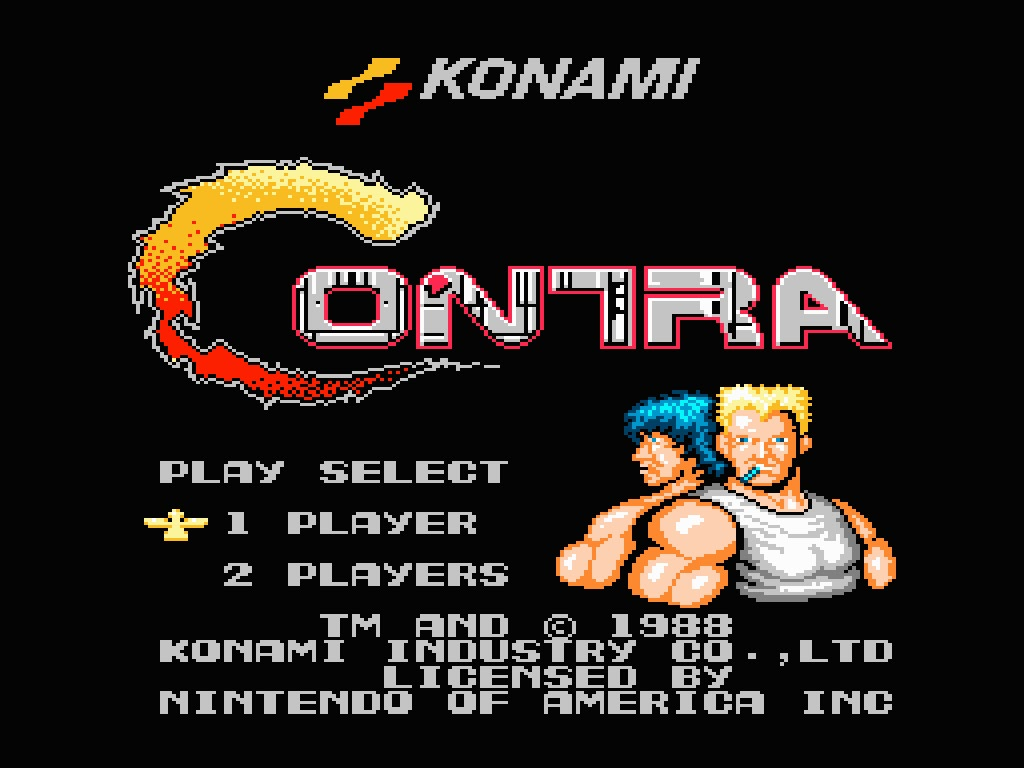 KONAMI
CONTRA
PLAY SELECT
1 PLAYER
2 PLAYERS
TM AND © 1988
KONAMI INDUSTRY CO.,LTD
LICENSED BY
NINTENDO OF AMERICA INC